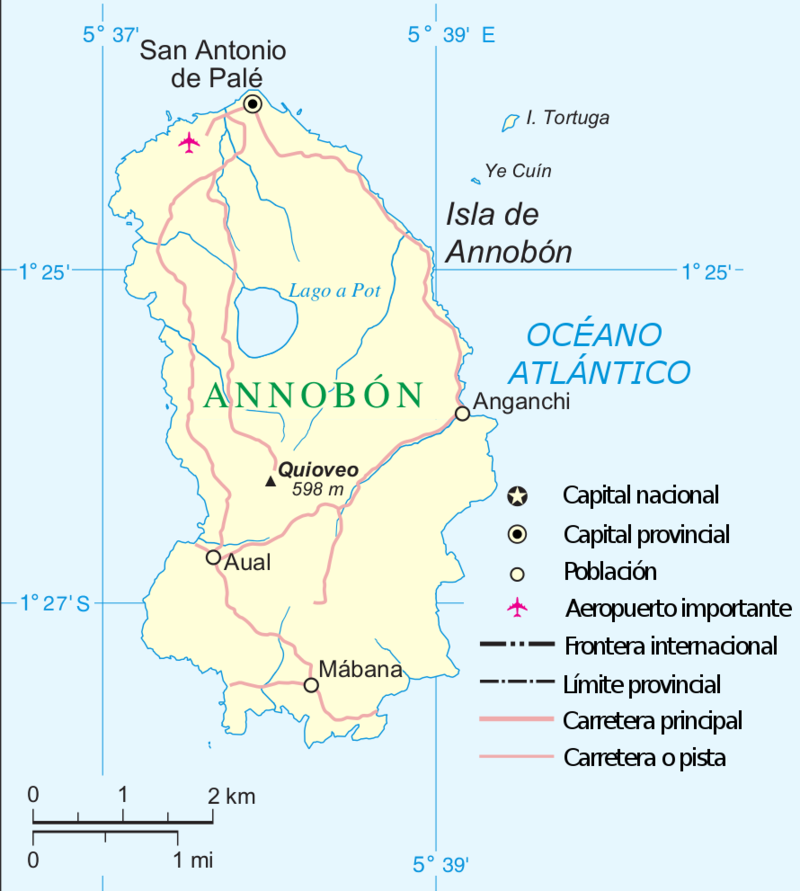 5° 37'
5° 39' E
San Antonio
de Palé
I. Tortuga
Ye Cuín
Isla de
Annobón
1° 25'
1° 25'
Lago a Pot
OCÉANO
ATLÁNTICO
ANNOBÓN
Anganchi
Quioveo
598 m
Capital nacional
Capital provincial
Aual
Población
1° 27' S
Aeropuerto importante
Frontera internacional
Mábana
Límite provincial
Carretera principal
Carretera o pista
0 1 2 km
0 1 mi
5° 39'